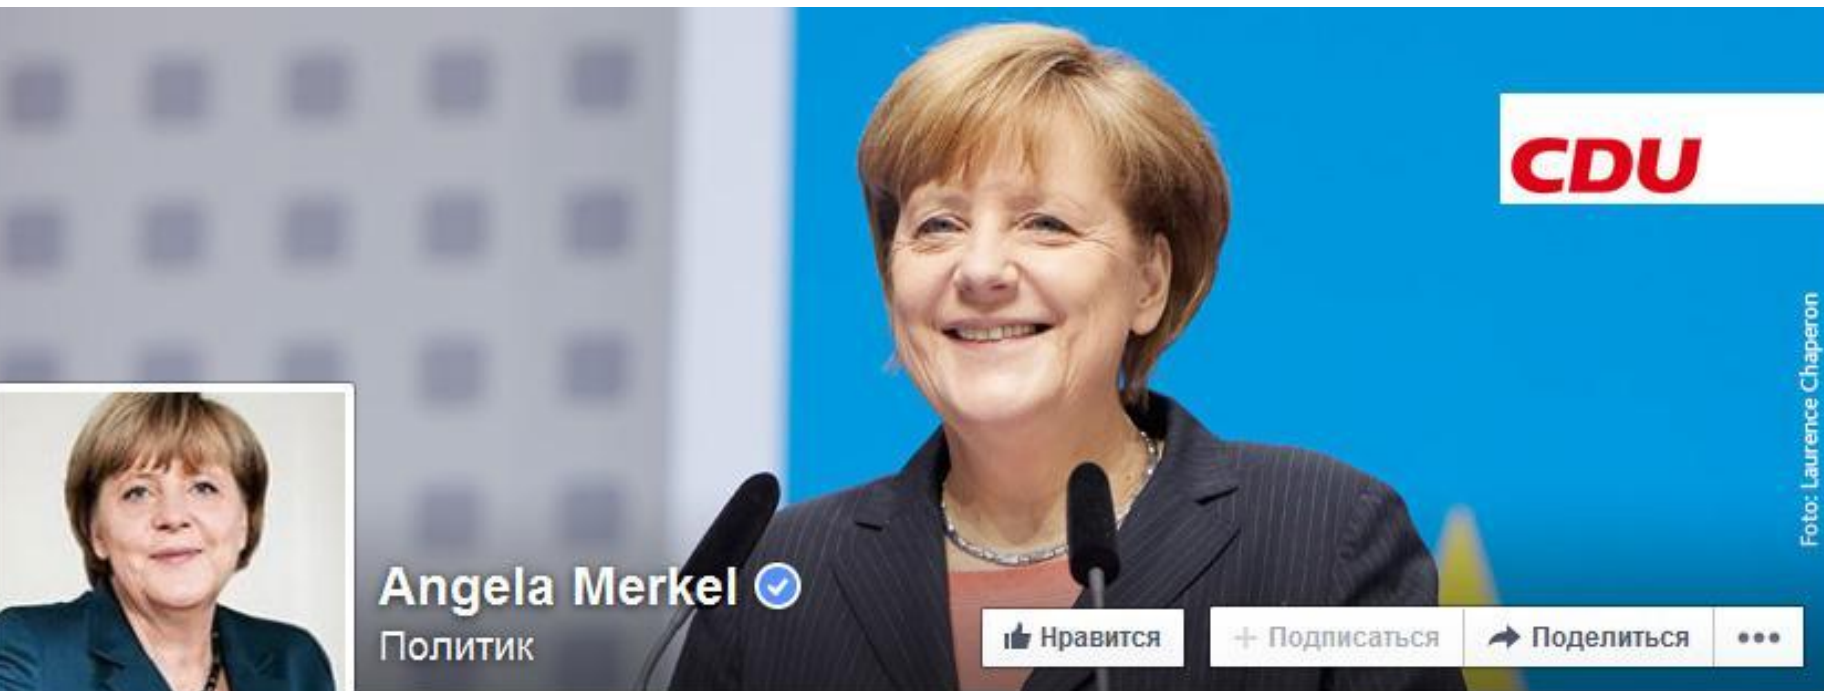 CDU
Foto: Laurence Chaperon
Angela Merkel
Политик
Нравится
Подписаться
Поделиться